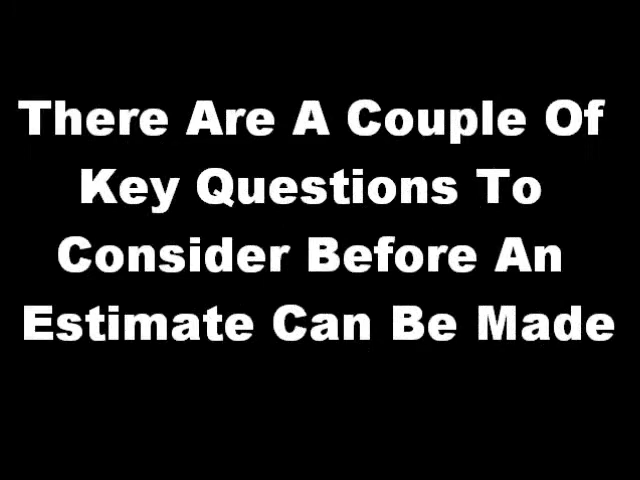 There Are A Couple Of
Key Questions To
Consider Before An
Estimate Can Be Made